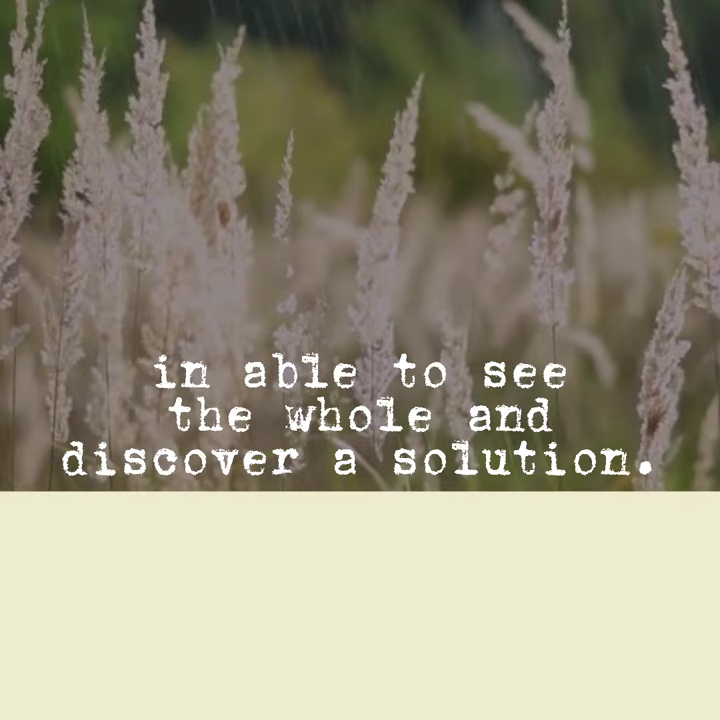 in able to see
the whole and
discover a solution.